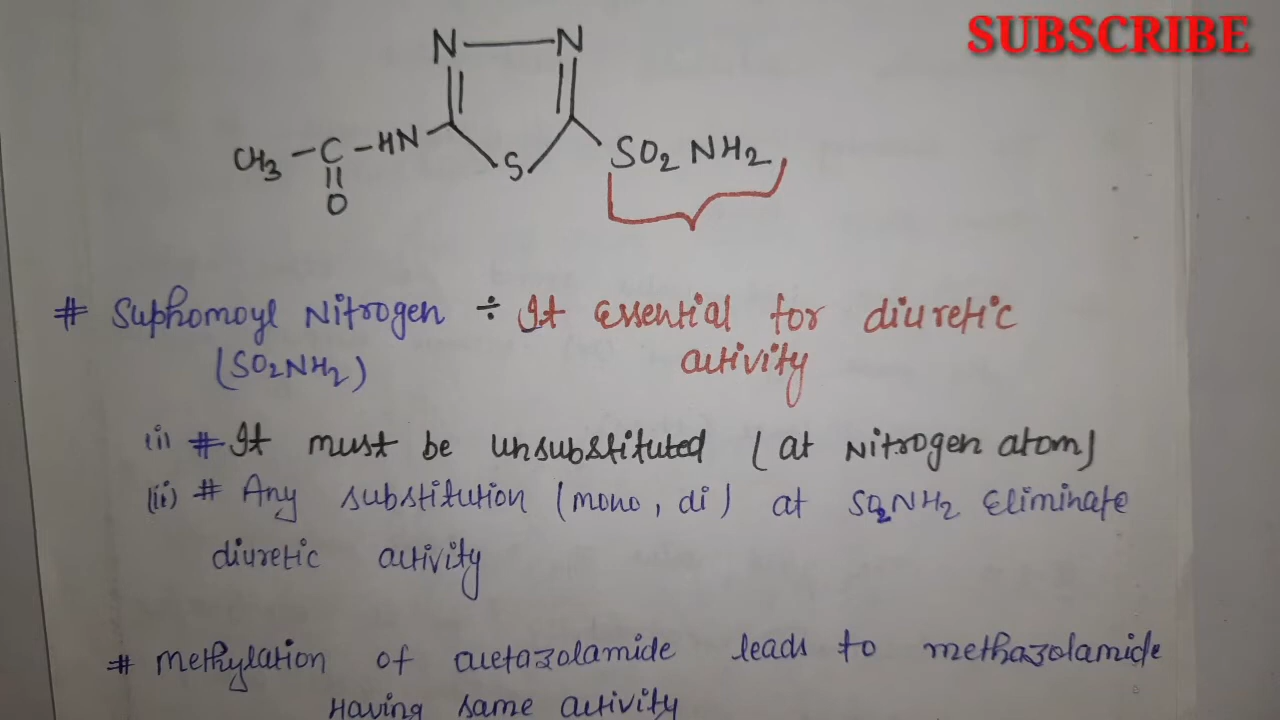 SUBSCRIBE
N — N
CH3 – C – HN S SO2 NH2
O
# Suphomoyl Nitrogen ÷ It Essential for diuretic
(SO2NH2) activity
(i) # It must be unsubstituted (at Nitrogen atom)
(ii) # Any substitution (mono, di) at SO2NH2 Eliminate
diuretic activity
# Methylation of acetazolamide leads to methazolamide
Having same activity